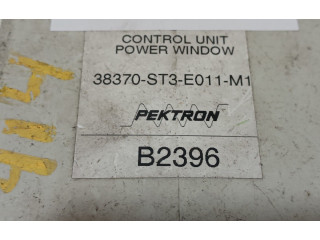 CONTROL UNIT
POWER WINDOW
38370-ST3-E011-M1
PEKTRON
B2396